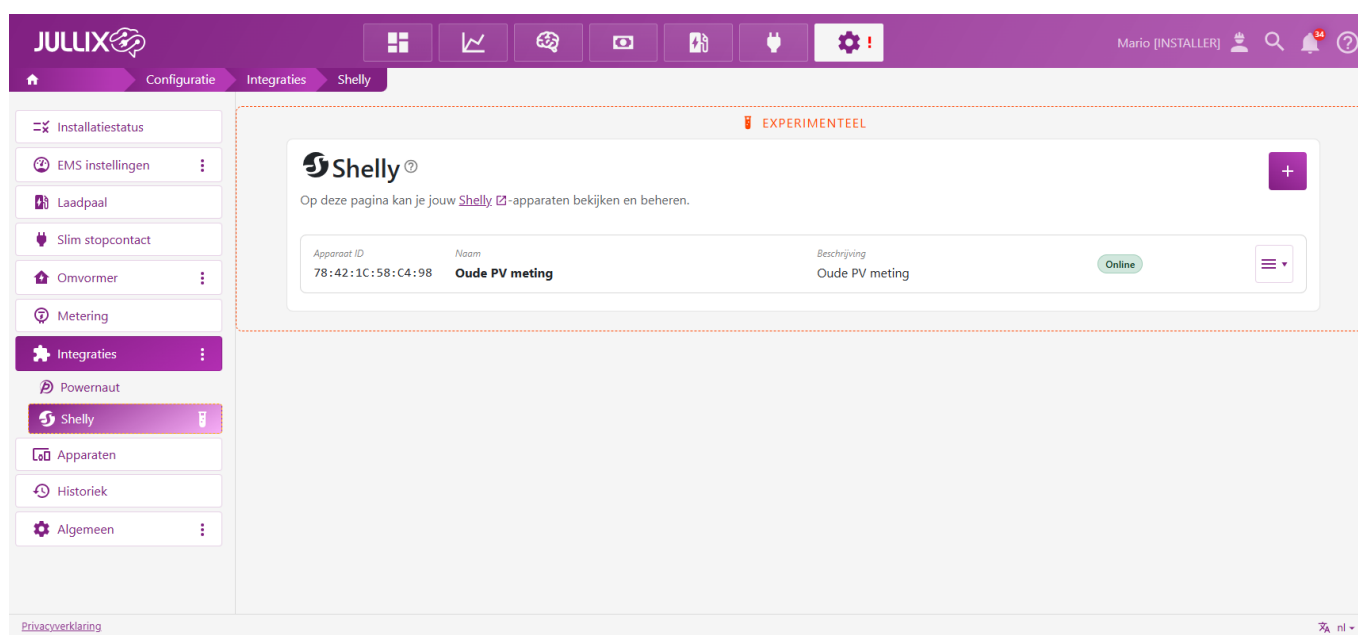 JULLIX
!
Mario [INSTALLER]
34
Configuratie
Integraties
Shelly
Installatiestatus
EMS instellingen
Laadpaal
Slim stopcontact
Omvormer
Metering
Integraties
Powernaut
Shelly
Apparaten
Historiek
Algemeen
EXPERIMENTEEL
Shelly
+
Op deze pagina kan je jouw Shelly -apparaten bekijken en beheren.
Apparaat ID Naam Beschrijving
78:42:1C:58:C4:98 Oude PV meting Oude PV meting Online
Privacyverklaring
nl